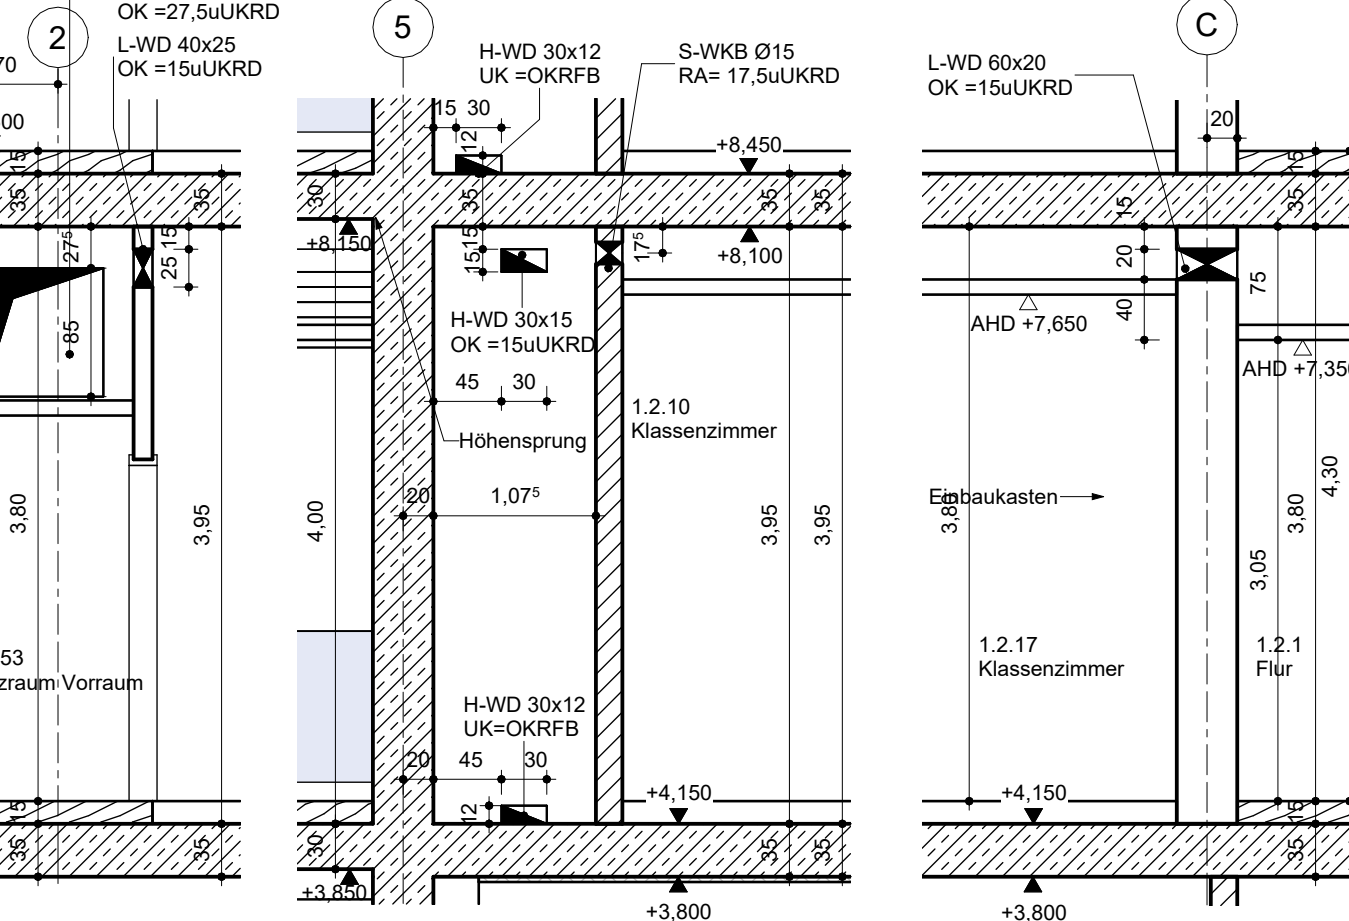 OK =27,5uUKRD
2
L-WD 40x25
OK =15uUKRD
70
00
15
35
35
27⁵
15
25
85
3,80
3,95
53
zraum Vorraum
15
35
35
5
H-WD 30x12
UK =OKRFB
S-WKB Ø15
RA= 17,5uUKRD
15 30
12
+8,450
30
35
35
35
+8,150
15
15
17⁵
+8,100
H-WD 30x15
OK =15uUKRD
45 30
1.2.10
Klassenzimmer
Höhensprung
20 1,07⁵
4,00
3,95
3,95
H-WD 30x12
UK=OKRFB
20 45 30
12
+4,150
30
35
35
+3,850
+3,800
C
L-WD 60x20
OK =15uUKRD
20
15
35
15
20
40
75
AHD +7,650
AHD +7,350
Einbaukasten
3,80
3,80
4,30
3,05
1.2.17
Klassenzimmer
1.2.1
Flur
+4,150
15
35
+3,800